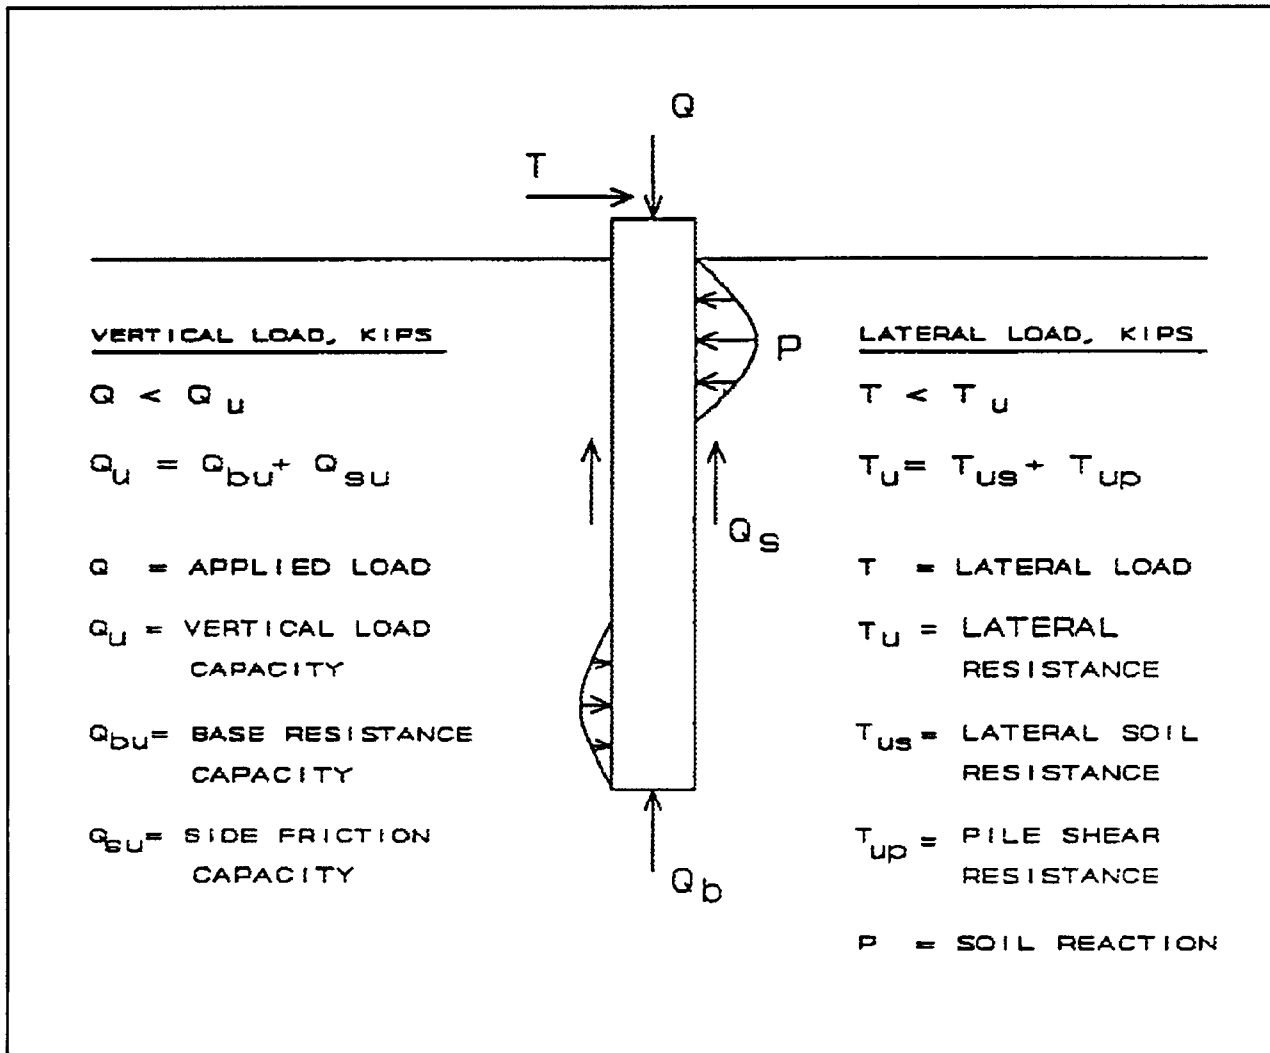 Q
T
VERTICAL LOAD, KIPS
Q < Qu
Qu = Qbu + Qsu
Q = APPLIED LOAD
Qu = VERTICAL LOAD
CAPACITY
Qbu = BASE RESISTANCE
CAPACITY
Qsu = SIDE FRICTION
CAPACITY
P
Qs
Qb
LATERAL LOAD, KIPS
T < Tu
Tu = Tus + Tup
T = LATERAL LOAD
Tu = LATERAL
RESISTANCE
Tus = LATERAL SOIL
RESISTANCE
Tup = PILE SHEAR
RESISTANCE
P = SOIL REACTION